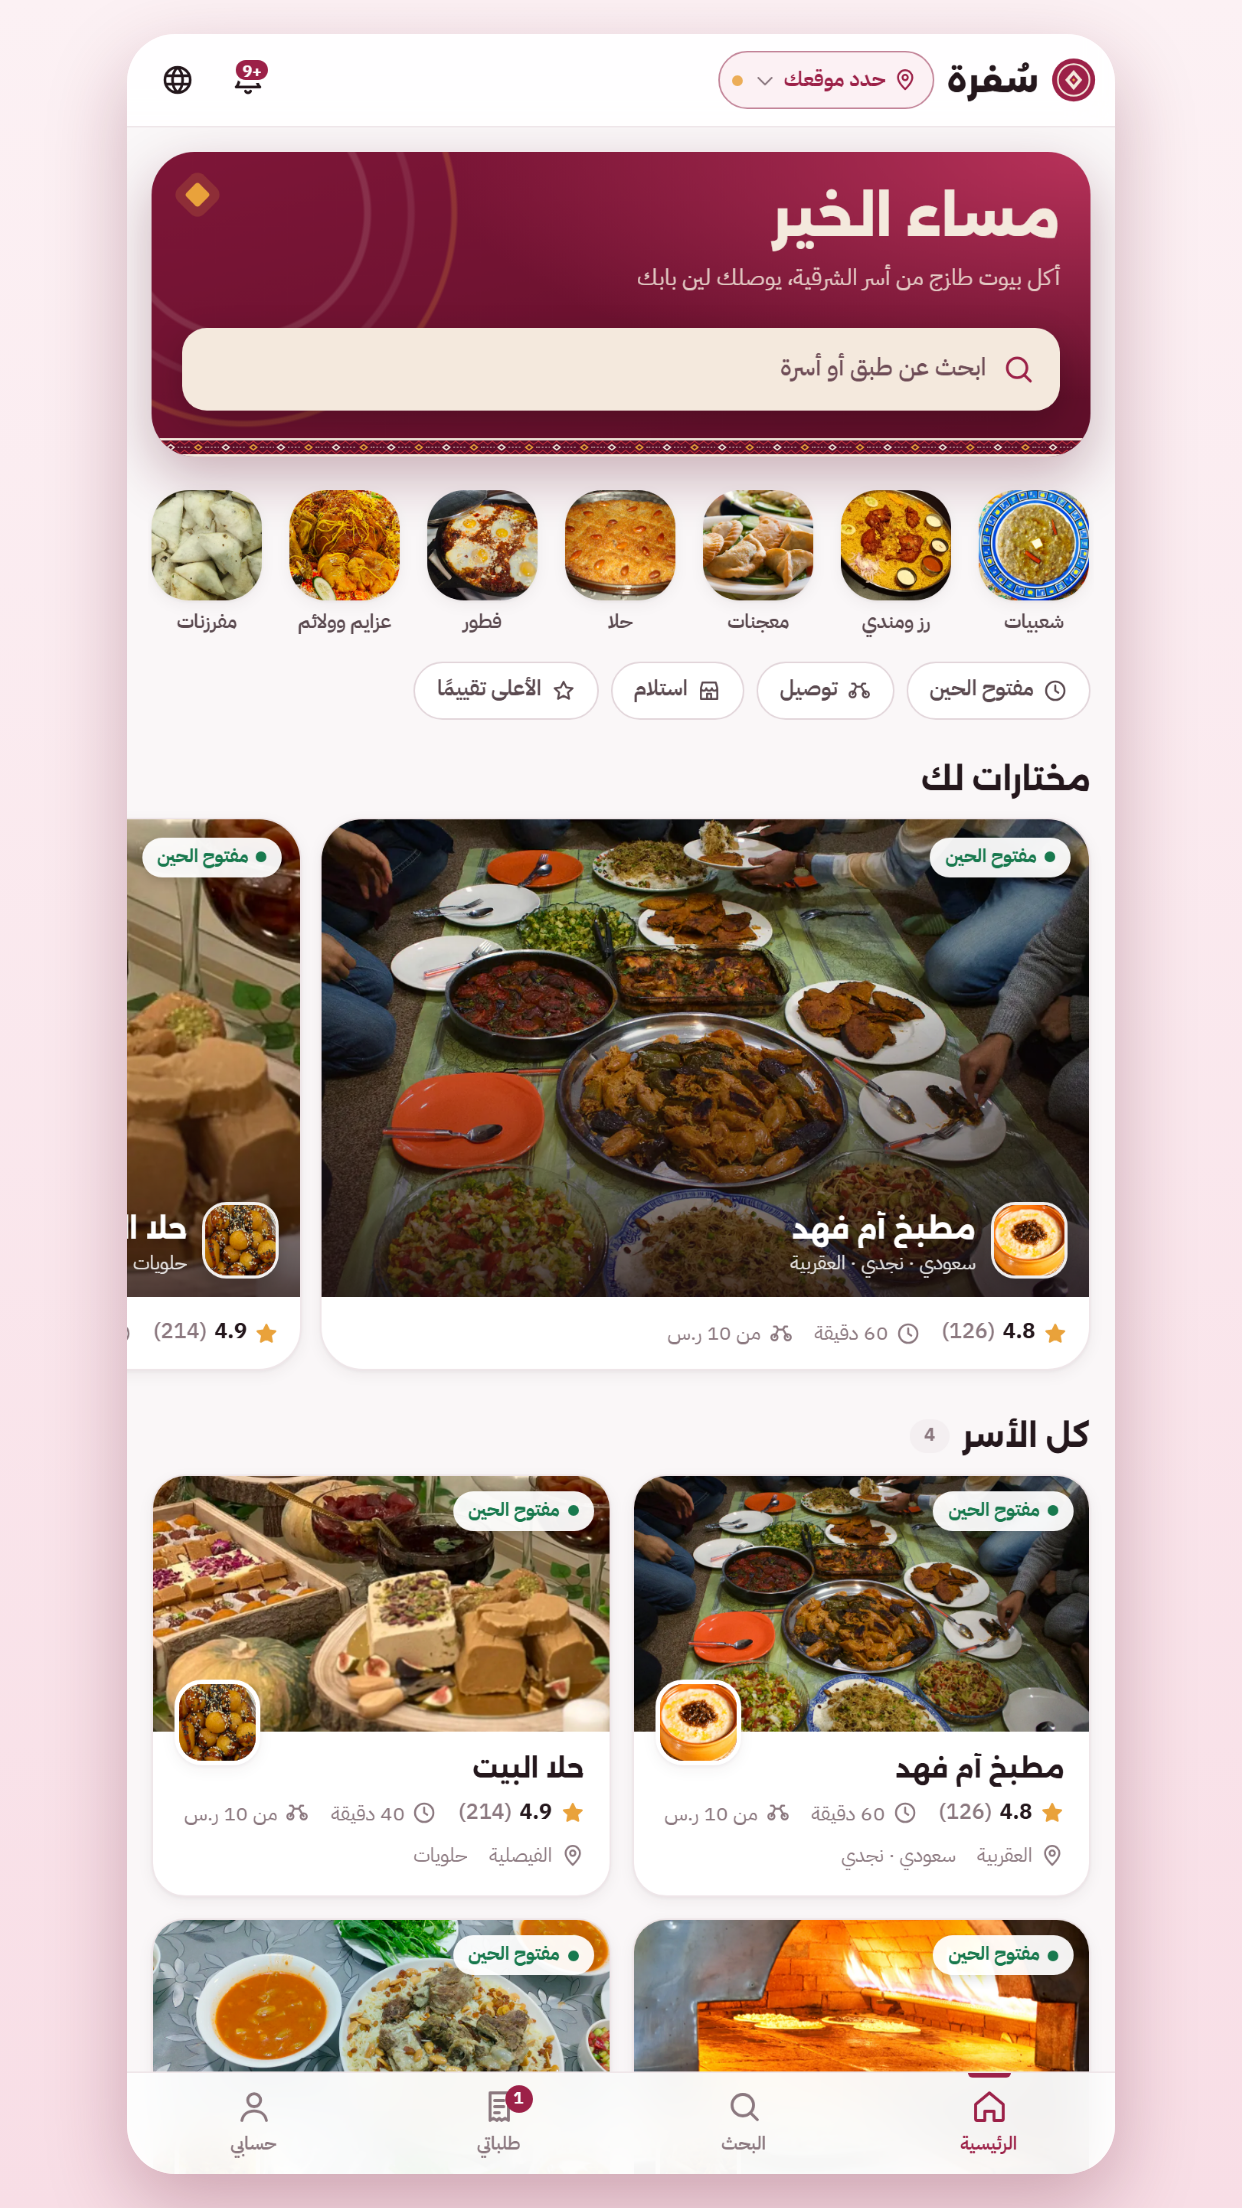 سُفرة
حدد موقعك
9+
مساء الخير
أكل بيوت طازج من أسر الشرقية، يوصلك لين بابك
ابحث عن طبق أو أسرة
شعبيات
رز ومندي
معجنات
حلا
فطور
عزايم وولائم
مفرزنات
مفتوح الحين
توصيل
استلام
الأعلى تقييمًا
مختارات لك
مفتوح الحين
مطبخ أم فهد
سعودي · نجدي · العقربية
4.8 (126) 60 دقيقة من 10 ر.س
مفتوح الحين
حلا ال
حلويات ·
4.9 (214)
كل الأسر 4
مفتوح الحين
مطبخ أم فهد
4.8 (126) 60 دقيقة من 10 ر.س
العقربية سعودي · نجدي
مفتوح الحين
حلا البيت
4.9 (214) 40 دقيقة من 10 ر.س
الفيصلية حلويات
مفتوح الحين
مفتوح الحين
الرئيسية
البحث
1
طلباتي
حسابي